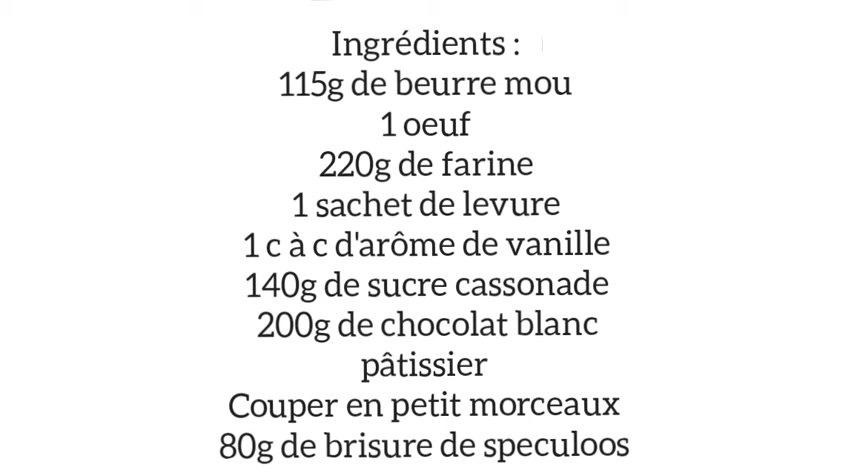 Ingrédients :
115g de beurre mou
1 oeuf
220g de farine
1 sachet de levure
1 c à c d'arôme de vanille
140g de sucre cassonade
200g de chocolat blanc
pâtissier
Couper en petit morceaux
80g de brisure de speculoos